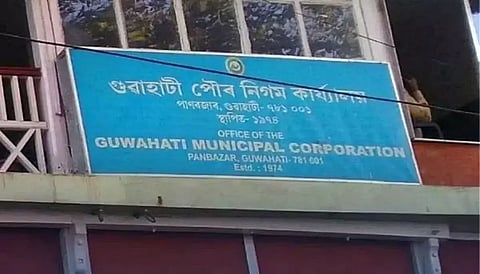 গুৱাহাটী পৌৰ নিগম কাৰ্য্যালয়
পাণবজাৰ, গুৱাহাটী- ৭৮১ ০০১
স্থাপিত- ১৯৭৪
OFFICE OF THE
GUWAHATI MUNICIPAL CORPORATION
PANBAZAR, GUWAHATI- 781 001
Estd. : 1974